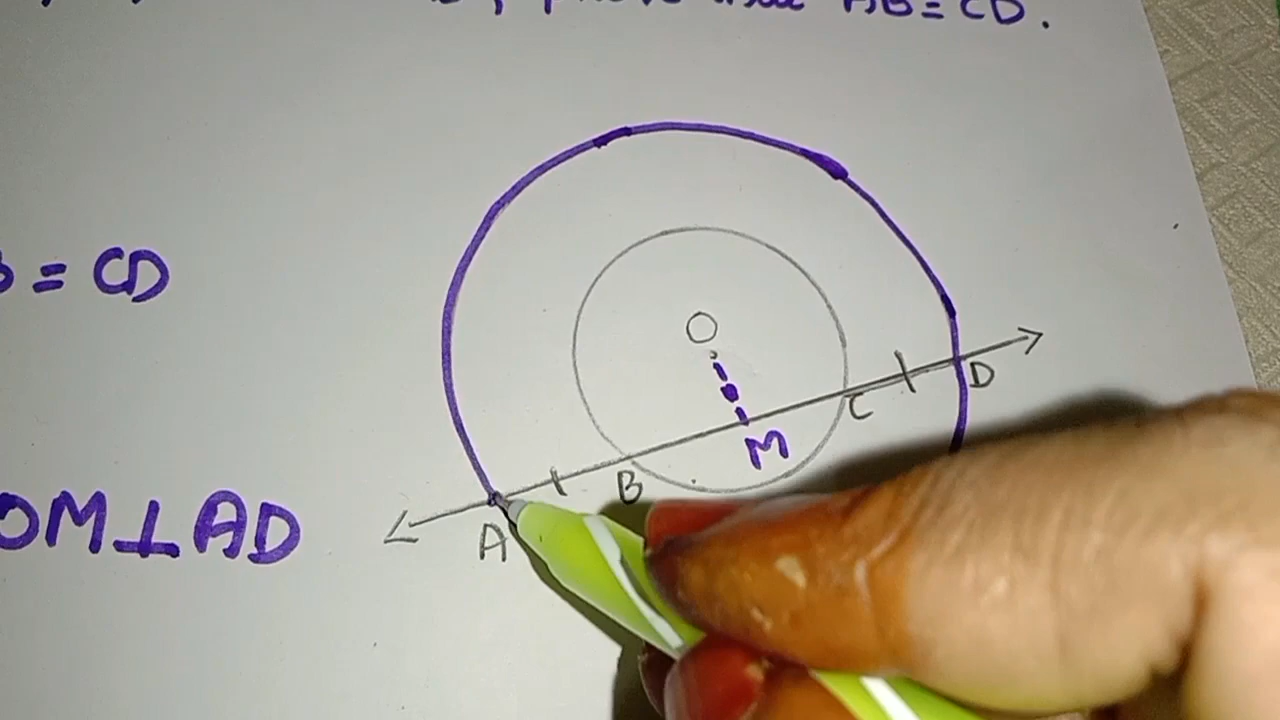 AB = CD.
= CD
O
D
C
M
B
OM ⊥ AD
A